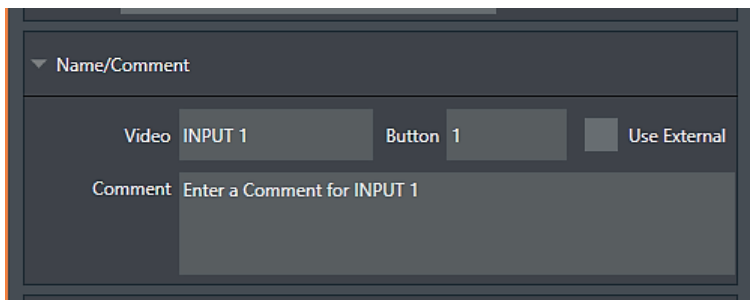 Name/Comment
Video INPUT 1 Button 1 Use External
Comment Enter a Comment for INPUT 1